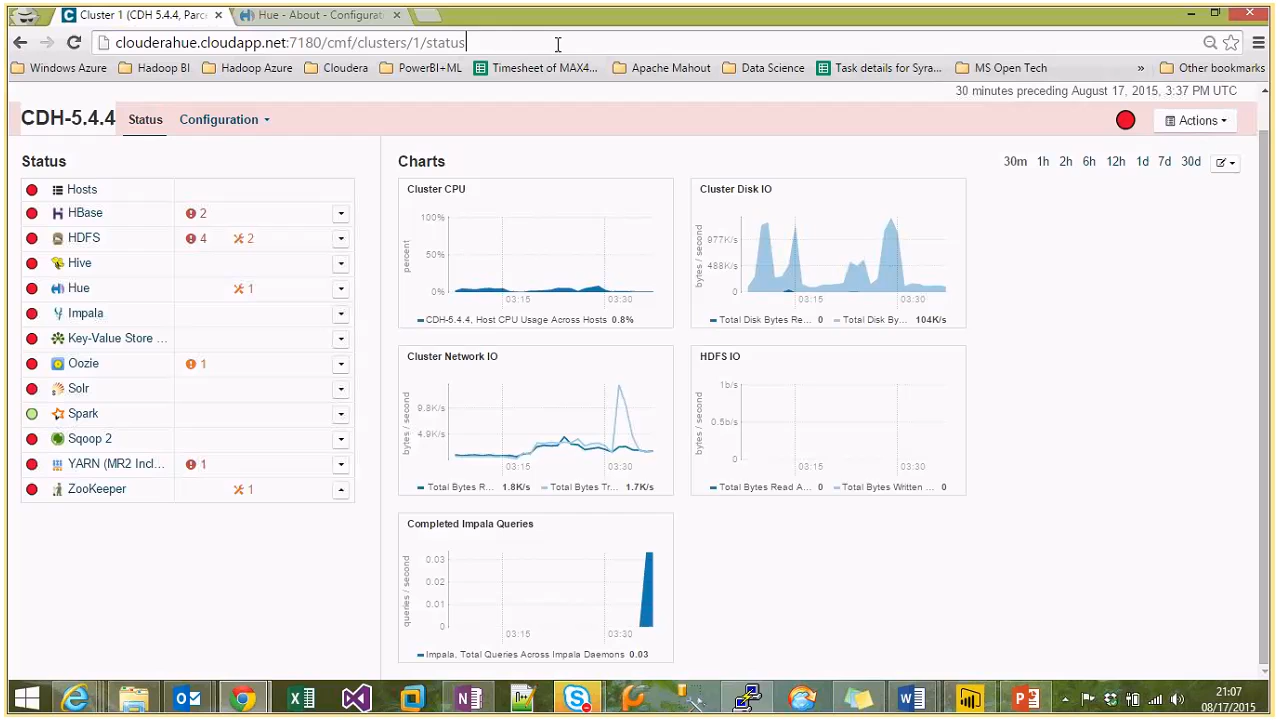 Cluster 1 (CDH 5.4.4, Parce
Hue - About - Configurat
clouderahue.cloudapp.net:7180/cmf/clusters/1/status
Windows Azure
Hadoop BI
Hadoop Azure
Cloudera
PowerBI+ML
Timesheet of MAX4...
Apache Mahout
Data Science
Task details for Syra...
MS Open Tech
»
Other bookmarks
30 minutes preceding August 17, 2015, 3:37 PM UTC
CDH-5.4.4
Status
Configuration
Actions
Status
Charts
30m 1h 2h 6h 12h 1d 7d 30d
Hosts
HBase 2
HDFS 4 2
Hive
Hue 1
Impala
Key-Value Store ...
Oozie 1
Solr
Spark
Sqoop 2
YARN (MR2 Incl... 1
ZooKeeper 1
Cluster CPU
percent
100%
50%
0%
03:15 03:30
CDH-5.4.4, Host CPU Usage Across Hosts 0.8%
Cluster Disk IO
bytes / second
977K/s
488K/s
0
03:15 03:30
Total Disk Bytes Re... 0 Total Disk By... 104K/s
Cluster Network IO
bytes / second
9.8K/s
4.9K/s
03:15 03:30
Total Bytes R... 1.8K/s Total Bytes Tr... 1.7K/s
HDFS IO
bytes / second
1b/s
0.5b/s
0
03:15 03:30
Total Bytes Read A... 0 Total Bytes Written ... 0
Completed Impala Queries
queries / second
0.03
0.02
0.01
0
03:15 03:30
Impala, Total Queries Across Impala Daemons 0.03
21:07
08/17/2015